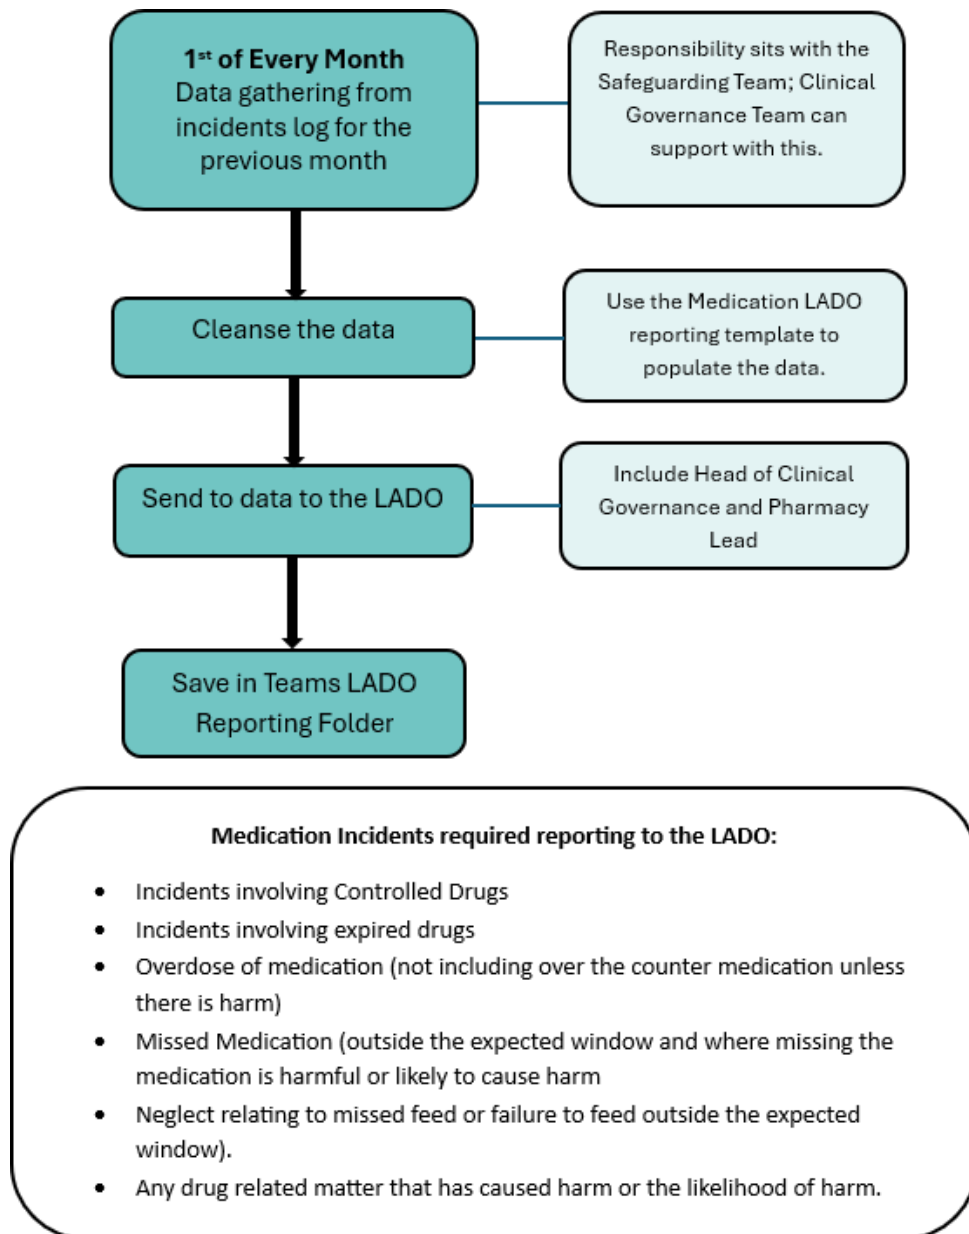 1st of Every Month
Data gathering from
incidents log for the
previous month
Responsibility sits with the
Safeguarding Team; Clinical
Governance Team can
support with this.
Cleanse the data
Use the Medication LADO
reporting template to
populate the data.
Send to data to the LADO
Include Head of Clinical
Governance and Pharmacy
Lead
Save in Teams LADO
Reporting Folder
Medication Incidents required reporting to the LADO:
• Incidents involving Controlled Drugs
• Incidents involving expired drugs
• Overdose of medication (not including over the counter medication unless
there is harm)
• Missed Medication (outside the expected window and where missing the
medication is harmful or likely to cause harm
• Neglect relating to missed feed or failure to feed outside the expected
window).
• Any drug related matter that has caused harm or the likelihood of harm.